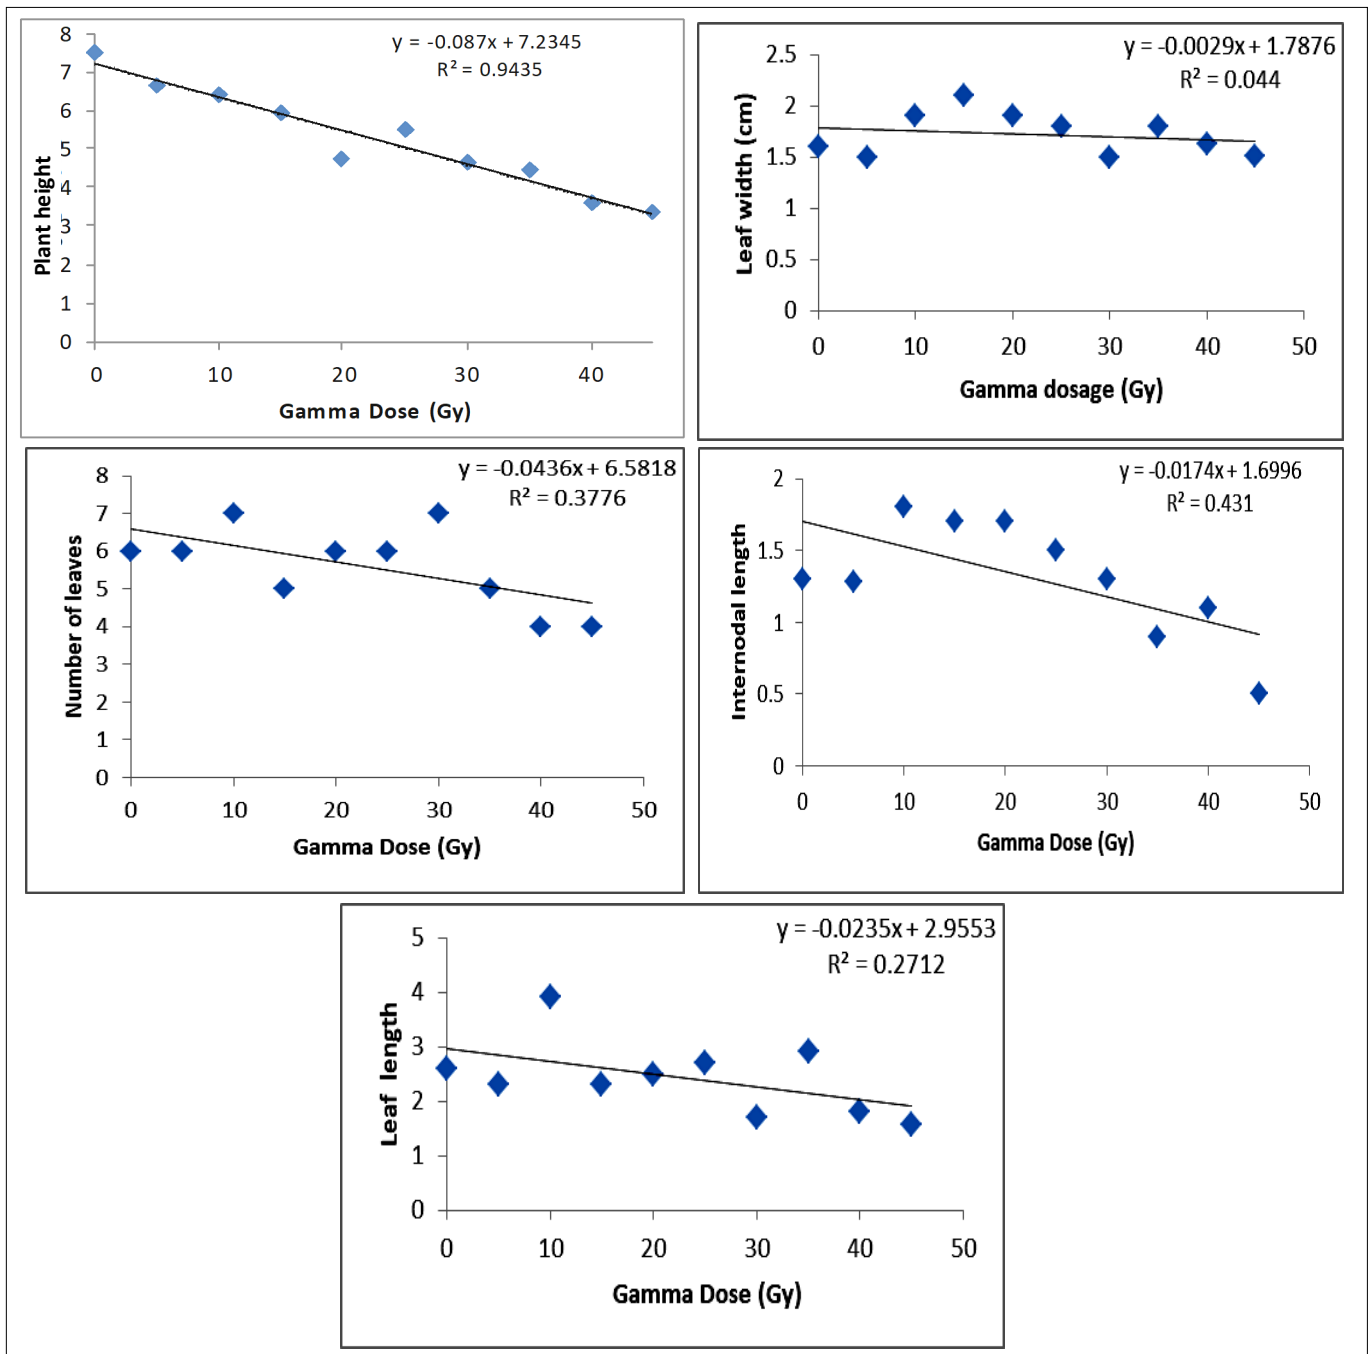 y = -0.087x + 7.2345
R² = 0.9435
8
7
6
5
4
3
2
1
0
Plant height
0 10 20 30 40
Gamma Dose (Gy)
y = -0.0029x + 1.7876
R² = 0.044
2.5
2
1.5
1
0.5
0
Leaf width (cm)
0 10 20 30 40 50
Gamma dosage (Gy)
y = -0.0436x + 6.5818
R² = 0.3776
8
7
6
5
4
3
2
1
0
Number of leaves
0 10 20 30 40 50
Gamma Dose (Gy)
y = -0.0174x + 1.6996
R² = 0.431
2
1.5
1
0.5
0
Internodal length
0 10 20 30 40 50
Gamma Dose (Gy)
y = -0.0235x + 2.9553
R² = 0.2712
5
4
3
2
1
0
Leaf length
0 10 20 30 40 50
Gamma Dose (Gy)